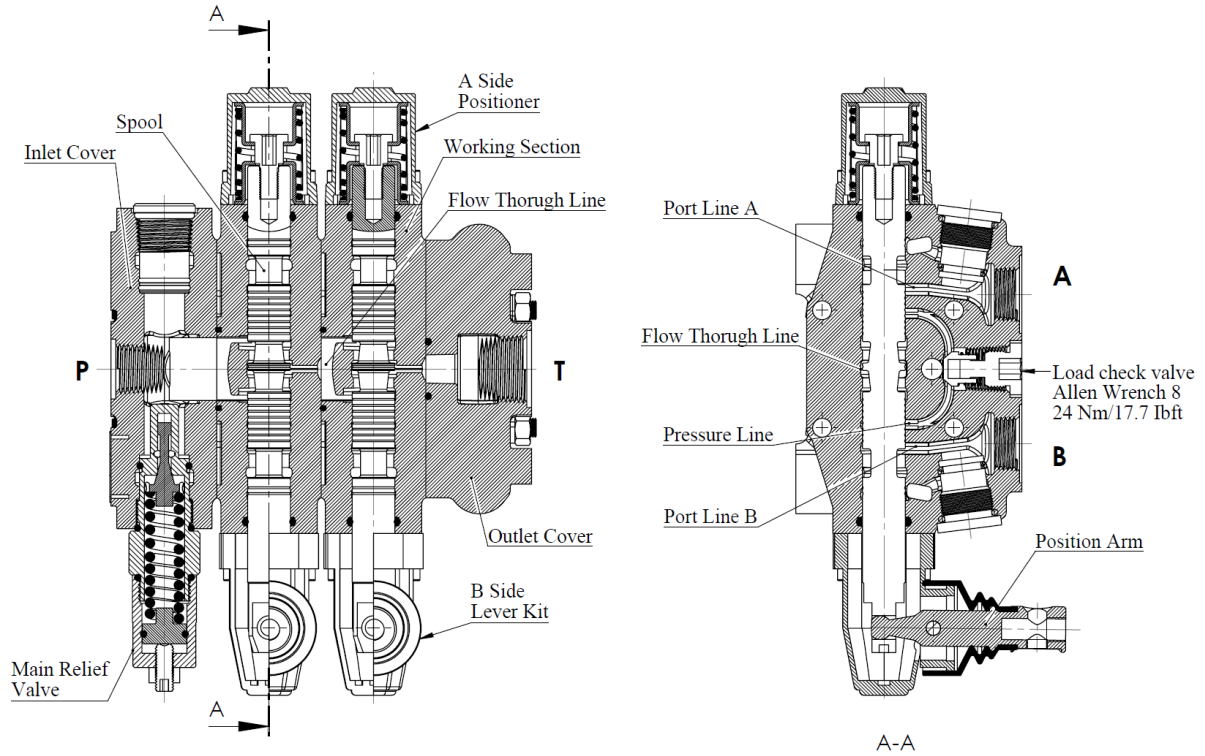 A
A Side
Positioner
Spool
Inlet Cover
Working Section
Flow Thorugh Line
P
T
Outlet Cover
B Side
Lever Kit
Main Relief
Valve
A
Port Line A
A
Flow Thorugh Line
Load check valve
Allen Wrench 8
24 Nm/17.7 Ibft
Pressure Line
B
Port Line B
Position Arm
A-A